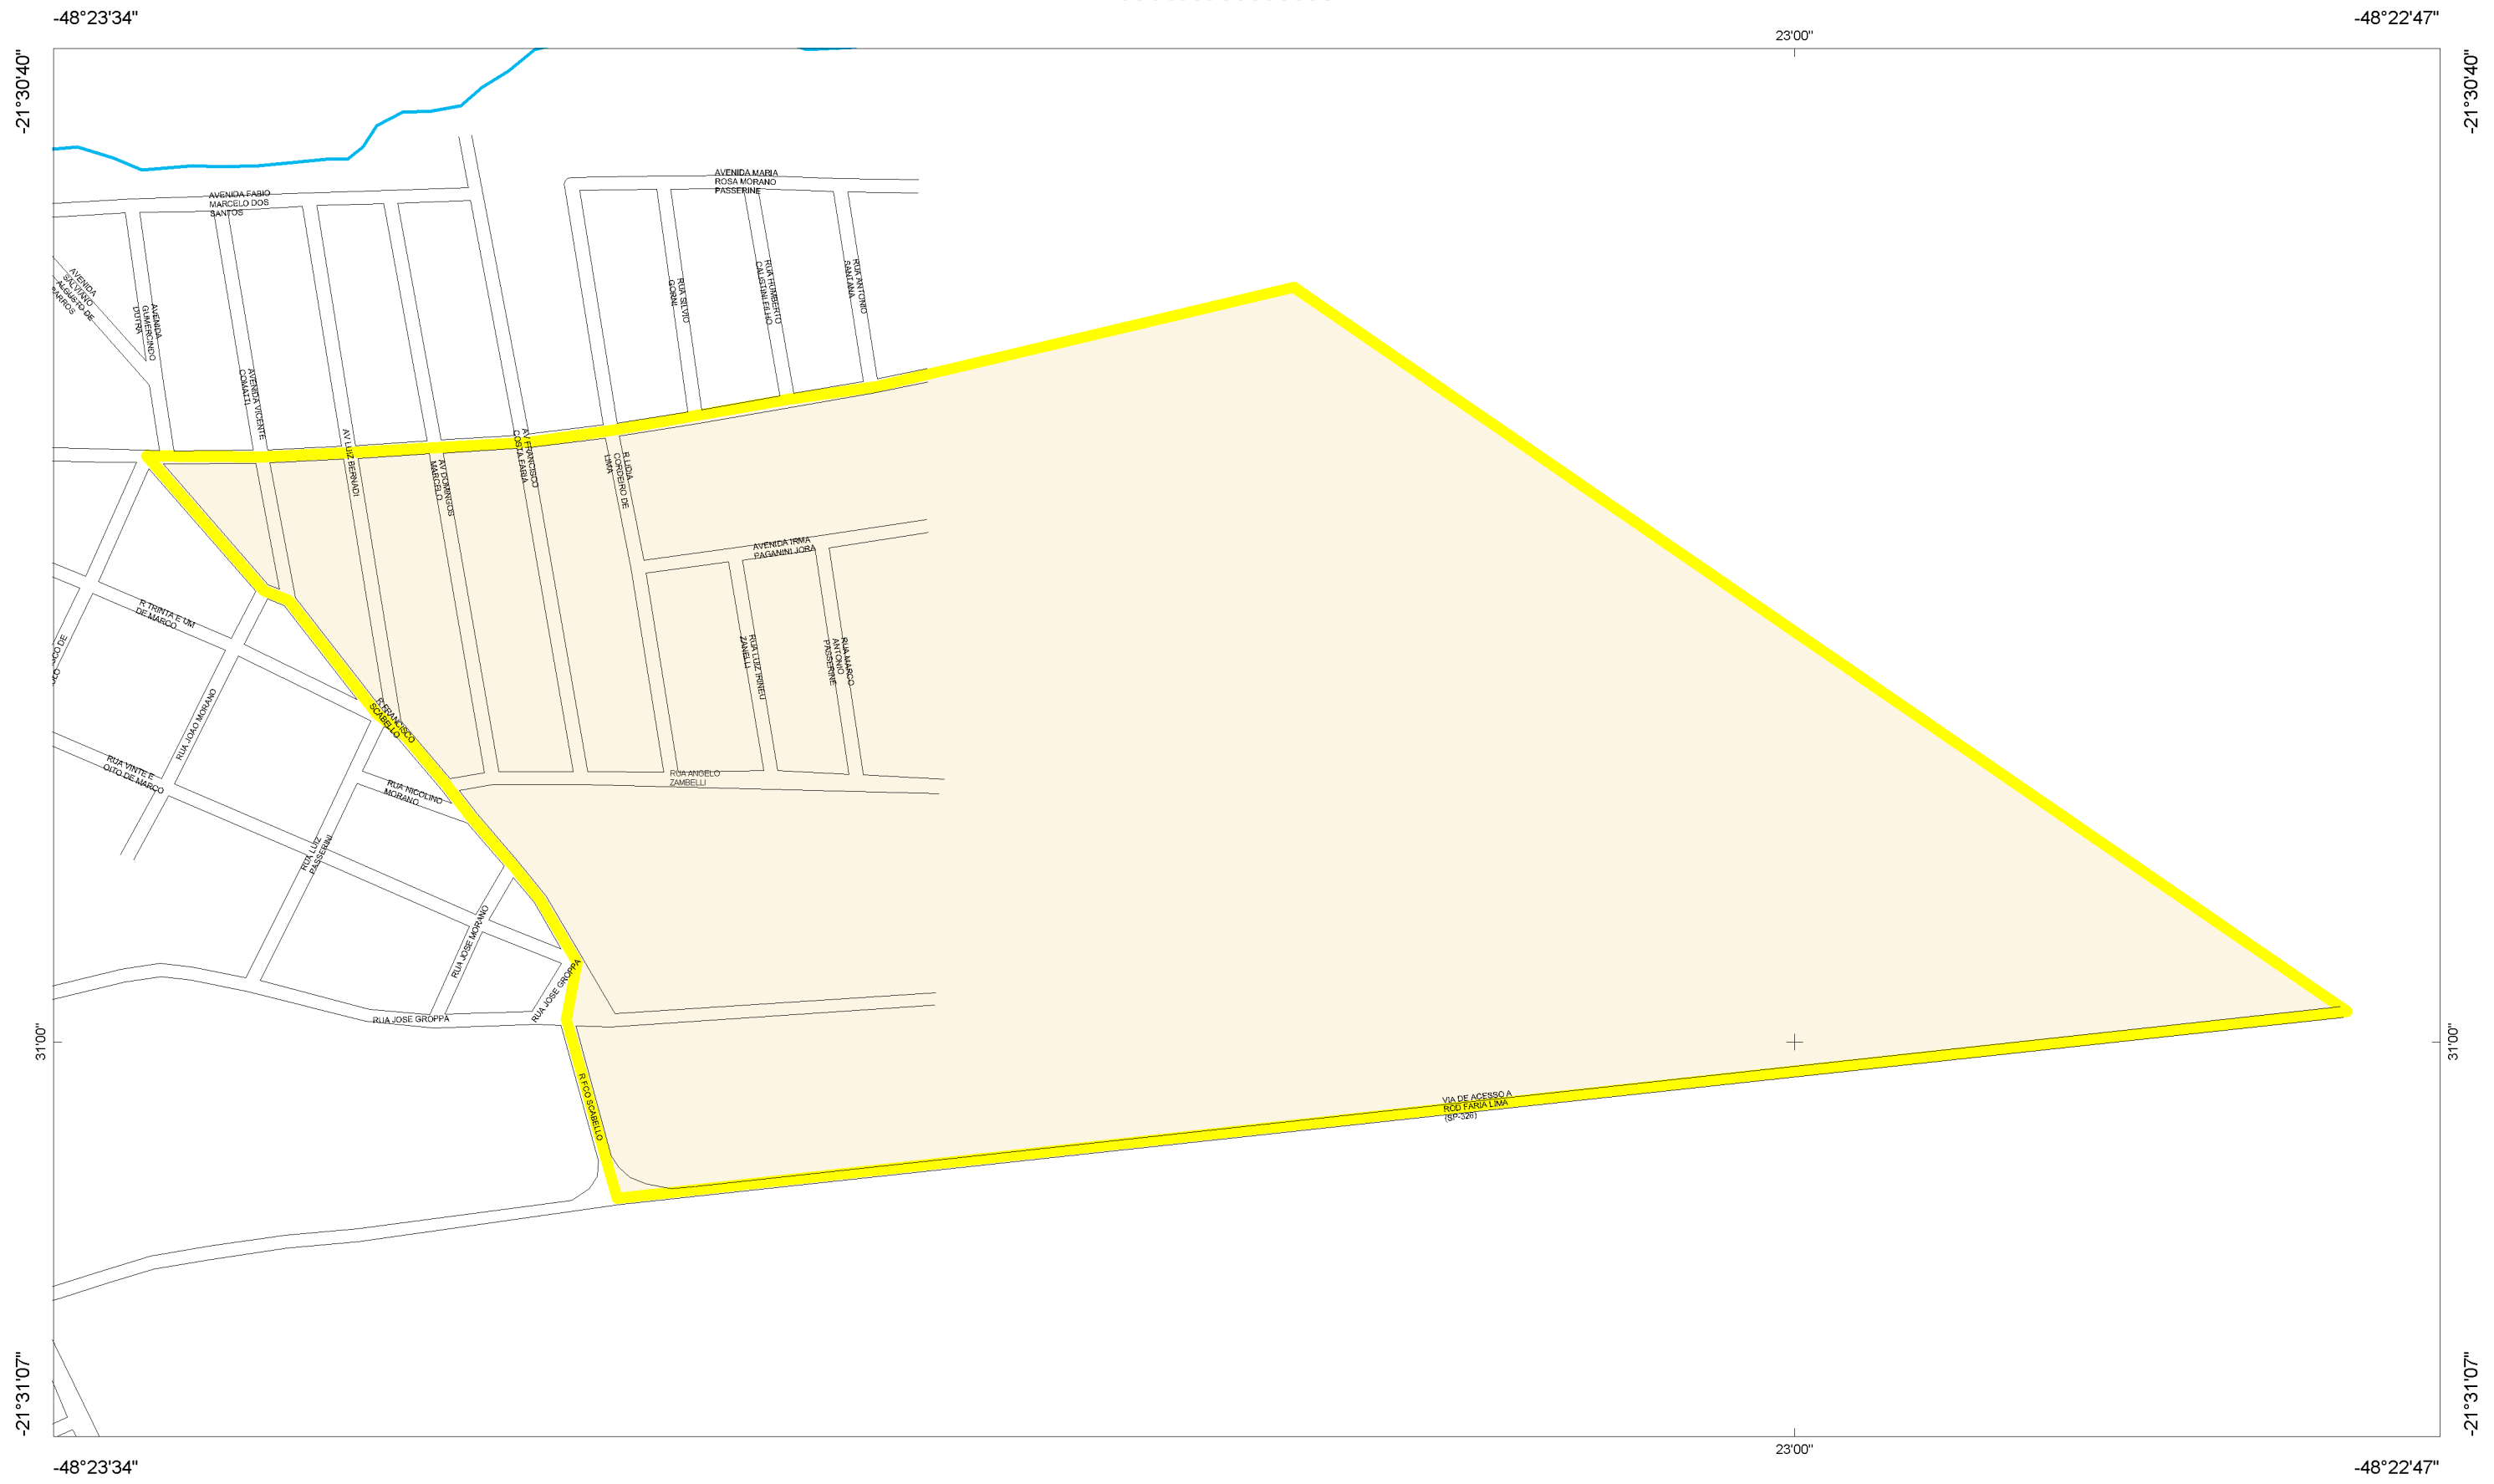 -48°23'34"
-48°22'47"
23'00"
-21°30'40"
-21°30'40"
AVENIDA MARIA
ROSA MORANO
PASSERINE
AVENIDA FABIO
MARCELO DOS
SANTOS
AVENIDA
SALVIANO
AUGUSTO DE
BARROS
AVENIDA
GUMERCINDO
DUTRA
RUA SILVIO
GORNI
RUA HUMBERTO
CALISTINI FILHO
RUA ANTONIO
SANTANA
AVENIDA VICENTE
COMATTI
AV LUIZ BERNADI
AV DOMINGOS
MARCELO
AV FRANCISCO
COSTA FARIA
R LIDIA
CORDEIRO DE
LIMA
AVENIDA IRMA
PAGANINI JORA
R TRINTA E UM
DE MARCO
RUA LUIZ IRINEU
ZANELLI
RUA MARCO
ANTONIO
PASSERINE
RUA JOAO MORANO
R FRANCISCO
SCABELLO
RUA VINTE E
OITO DE MARCO
RUA NICOLINO
MORANO
RUA ANGELO
ZAMBELLI
RUA LUIZ
PASSERINI
RUA JOSE MORANO
RUA JOSE GROPPA
RUA JOSE GROPPA
31'00"
31'00"
R FCO SCABELLO
VIA DE ACESSO A
ROD FARIA LIMA
(SP-326)
-21°31'07"
-21°31'07"
23'00"
-48°23'34"
-48°22'47"